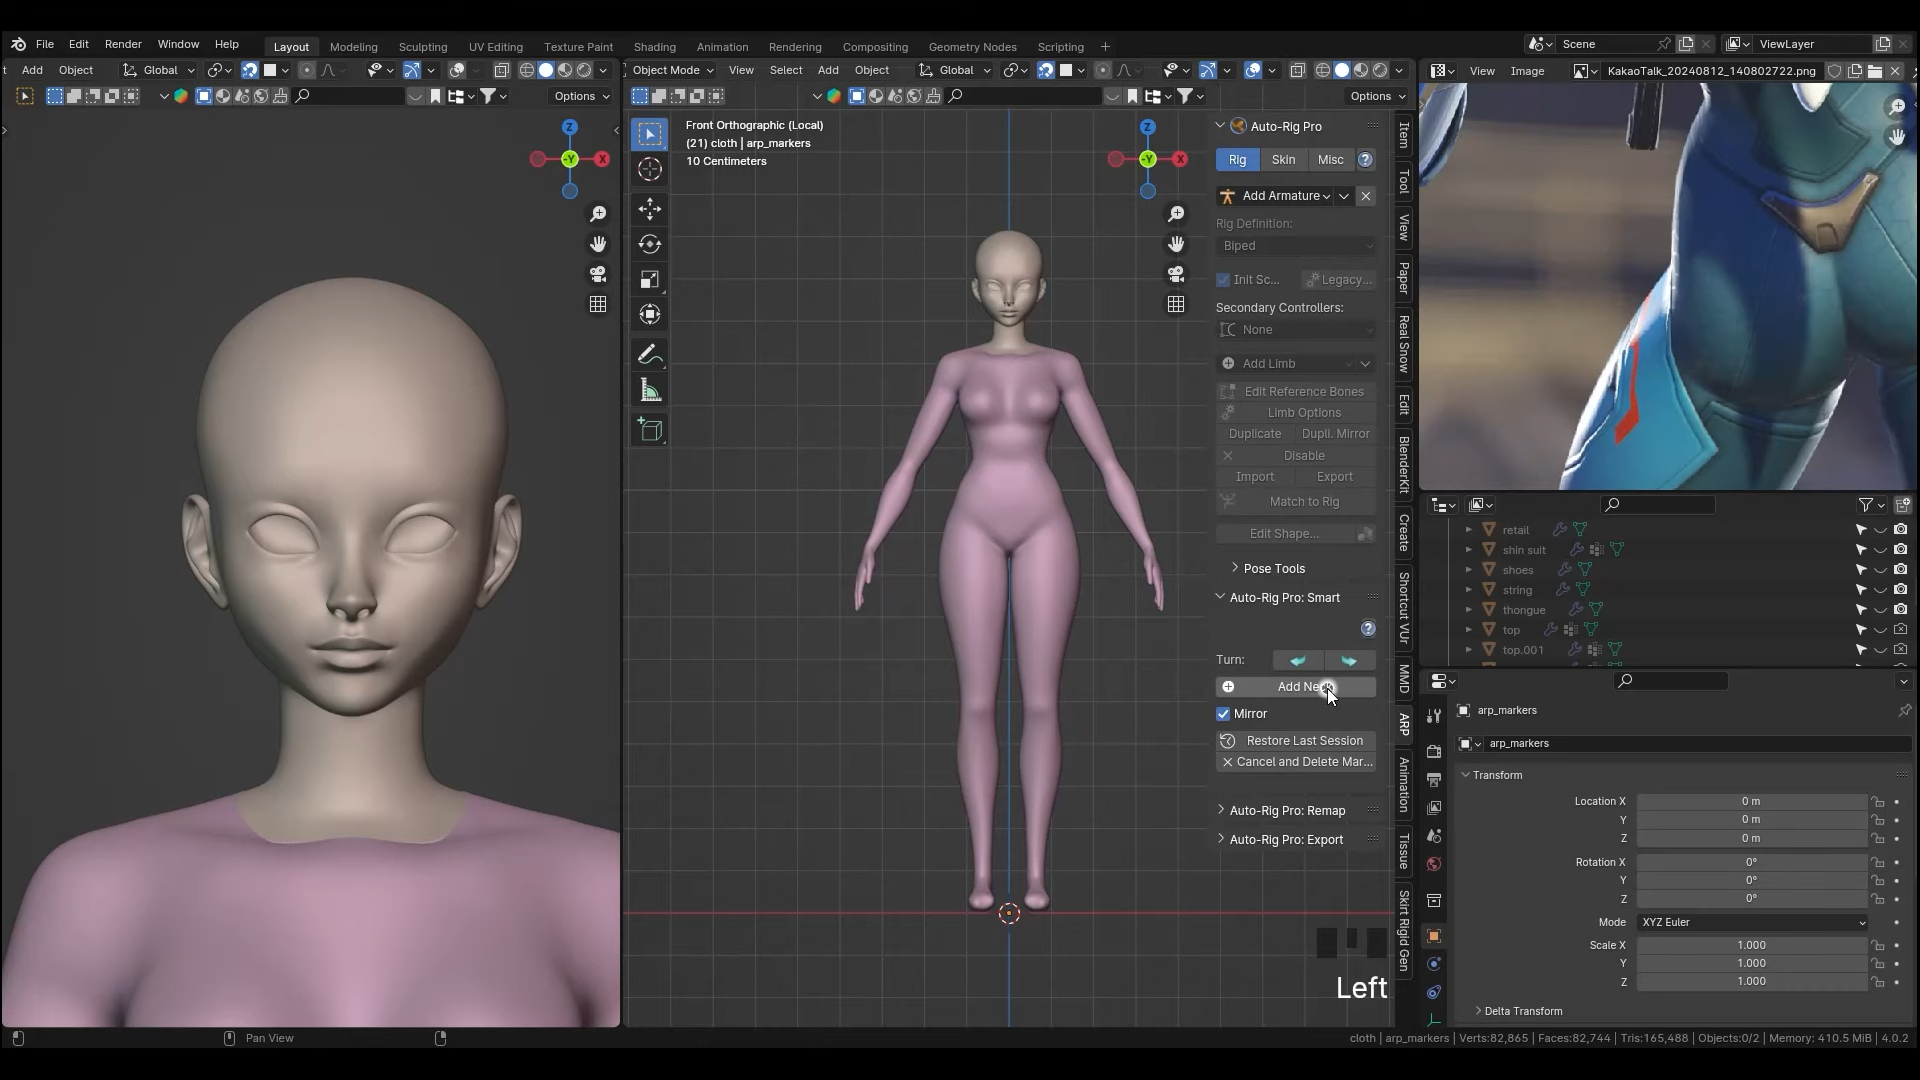 File Edit Render Window Help
Layout Modeling Sculpting UV Editing Texture Paint Shading Animation Rendering Compositing Geometry Nodes Scripting +
Scene
ViewLayer
Add Object Global
Options
Object Mode View Select Add Object Global
Options
View Image KakaoTalk_20240812_140802722.png
Z
-Y
X
Front Orthographic (Local)
(21) cloth | arp_markers
10 Centimeters
Z
-Y
X
Auto-Rig Pro
Rig Skin Misc ?
Add Armature
Rig Definition:
Biped
Init Sc... Legacy...
Secondary Controllers:
None
Add Limb
Edit Reference Bones
Limb Options
Duplicate Dupl. Mirror
Disable
Import Export
Match to Rig
Edit Shape...
Pose Tools
Auto-Rig Pro: Smart
?
Turn:
Mirror
Restore Last Session
Cancel and Delete Mar...
Auto-Rig Pro: Remap
Auto-Rig Pro: Export
Item
Tool
View
Paper
Real Snow
Edit
BlenderKit
Create
Shortcut VUr
MMD
ARP
Animation
Tissue
Skirt Rigid Gen
Left
retail
shin suit
shoes
string
thongue
top
top.001
arp_markers
arp_markers
Transform
Location X 0 m
Y 0 m
Z 0 m
Rotation X 0°
Y 0°
Z 0°
Mode XYZ Euler
Scale X 1.000
Y 1.000
Z 1.000
Delta Transform
Pan View
cloth | arp_markers | Verts:82,865 | Faces:82,744 | Tris:165,488 | Objects:0/2 | Memory: 410.5 MiB | 4.0.2